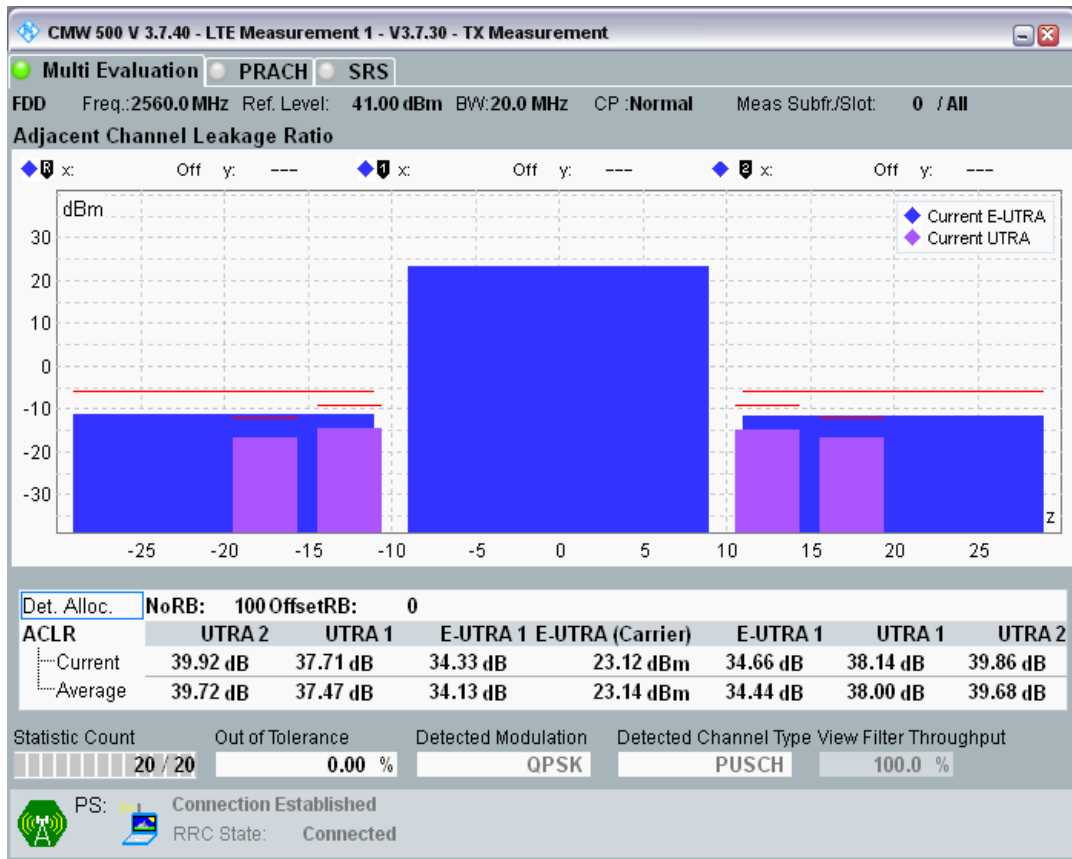 CMW 500 V 3.7.40 - LTE Measurement 1 - V3.7.30 - TX Measurement
Multi Evaluation PRACH SRS
FDD Freq.:2560.0 MHz Ref. Level: 41.00 dBm BW:20.0 MHz CP :Normal Meas Subfr./Slot: 0 / All
Adjacent Channel Leakage Ratio
R x: Off y: --- 1 x: Off y: --- 2 x: Off y: ---
dBm
Current E-UTRA
Current UTRA
30
20
10
0
-10
-20
-30
z
-25 -20 -15 -10 -5 0 5 10 15 20 25
Det. Alloc. NoRB: 100 OffsetRB: 0
ACLR UTRA 2 UTRA 1 E-UTRA 1 E-UTRA (Carrier) E-UTRA 1 UTRA 1 UTRA 2
Current 39.92 dB 37.71 dB 34.33 dB 23.12 dBm 34.66 dB 38.14 dB 39.86 dB
Average 39.72 dB 37.47 dB 34.13 dB 23.14 dBm 34.44 dB 38.00 dB 39.68 dB
Statistic Count Out of Tolerance Detected Modulation Detected Channel Type View Filter Throughput
20 / 20 0.00 % QPSK PUSCH 100.0 %
PS: Connection Established
RRC State: Connected